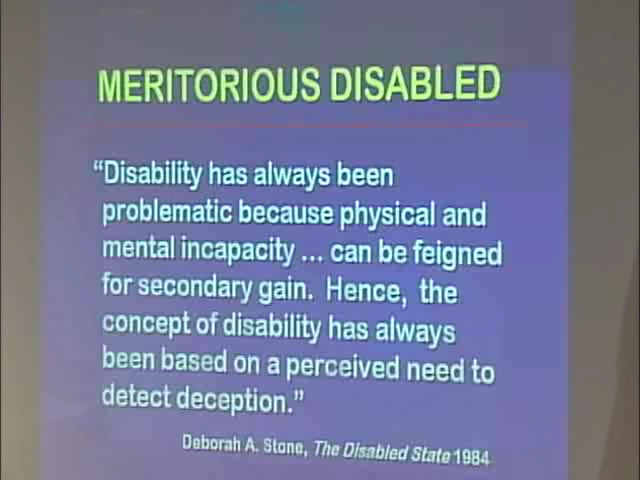 MERITORIOUS DISABLED
“Disability has always been
problematic because physical and
mental incapacity ... can be feigned
for secondary gain. Hence, the
concept of disability has always
been based on a perceived need to
detect deception.”
Deborah A. Stone, The Disabled State 1984